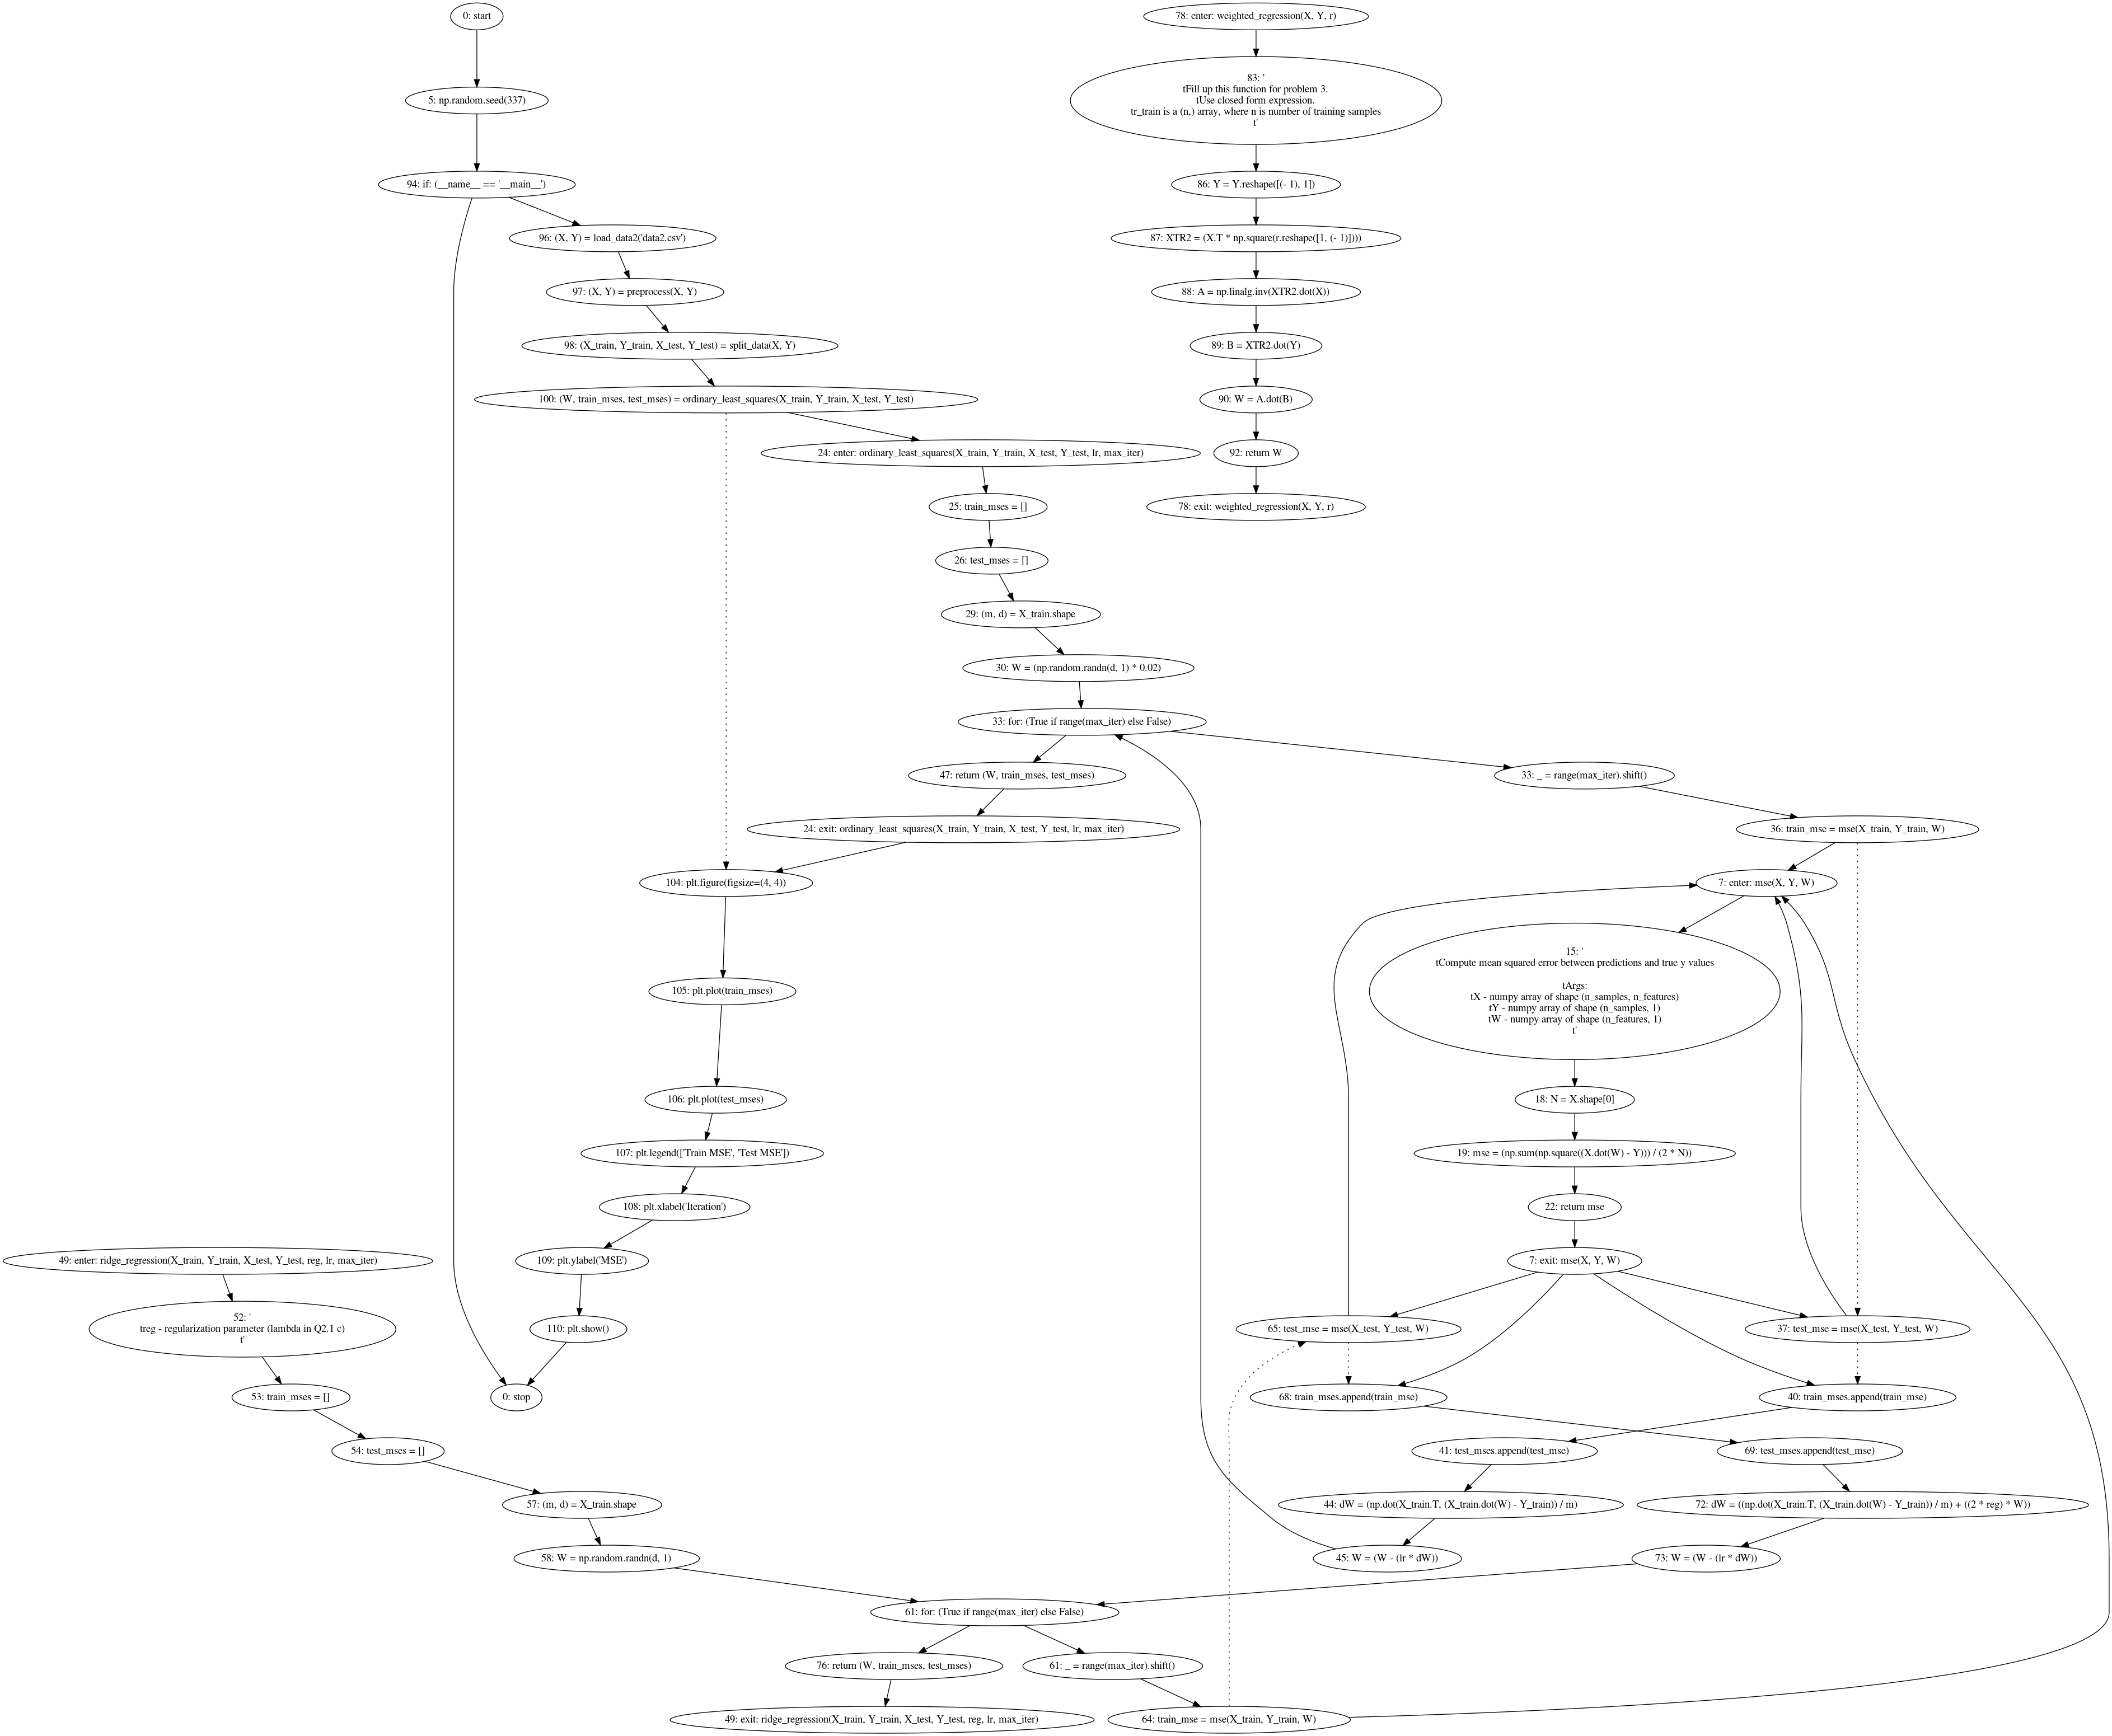 0: start
5: np.random.seed(337)
94: if: (__name__ == '__main__')
96: (X, Y) = load_data2('data2.csv')
97: (X, Y) = preprocess(X, Y)
98: (X_train, Y_train, X_test, Y_test) = split_data(X, Y)
100: (W, train_mses, test_mses) = ordinary_least_squares(X_train, Y_train, X_test, Y_test)
24: enter: ordinary_least_squares(X_train, Y_train, X_test, Y_test, lr, max_iter)
25: train_mses = []
26: test_mses = []
29: (m, d) = X_train.shape
30: W = (np.random.randn(d, 1) * 0.02)
33: for: (True if range(max_iter) else False)
47: return (W, train_mses, test_mses)
24: exit: ordinary_least_squares(X_train, Y_train, X_test, Y_test, lr, max_iter)
104: plt.figure(figsize=(4, 4))
105: plt.plot(train_mses)
106: plt.plot(test_mses)
107: plt.legend(['Train MSE', 'Test MSE'])
108: plt.xlabel('Iteration')
109: plt.ylabel('MSE')
110: plt.show()
0: stop
78: enter: weighted_regression(X, Y, r)
83: '
tFill up this function for problem 3.
tUse closed form expression.
tr_train is a (n,) array, where n is number of training samples
t'
86: Y = Y.reshape([(- 1), 1])
87: XTR2 = (X.T * np.square(r.reshape([1, (- 1)])))
88: A = np.linalg.inv(XTR2.dot(X))
89: B = XTR2.dot(Y)
90: W = A.dot(B)
92: return W
78: exit: weighted_regression(X, Y, r)
33: _ = range(max_iter).shift()
36: train_mse = mse(X_train, Y_train, W)
7: enter: mse(X, Y, W)
15: '
tCompute mean squared error between predictions and true y values
tArgs:
tX - numpy array of shape (n_samples, n_features)
tY - numpy array of shape (n_samples, 1)
tW - numpy array of shape (n_features, 1)
t'
18: N = X.shape[0]
19: mse = (np.sum(np.square((X.dot(W) - Y))) / (2 * N))
22: return mse
7: exit: mse(X, Y, W)
65: test_mse = mse(X_test, Y_test, W)
37: test_mse = mse(X_test, Y_test, W)
68: train_mses.append(train_mse)
40: train_mses.append(train_mse)
41: test_mses.append(test_mse)
69: test_mses.append(test_mse)
44: dW = (np.dot(X_train.T, (X_train.dot(W) - Y_train)) / m)
72: dW = ((np.dot(X_train.T, (X_train.dot(W) - Y_train)) / m) + ((2 * reg) * W))
45: W = (W - (lr * dW))
73: W = (W - (lr * dW))
49: enter: ridge_regression(X_train, Y_train, X_test, Y_test, reg, lr, max_iter)
52: '
treg - regularization parameter (lambda in Q2.1 c)
t'
53: train_mses = []
54: test_mses = []
57: (m, d) = X_train.shape
58: W = np.random.randn(d, 1)
61: for: (True if range(max_iter) else False)
76: return (W, train_mses, test_mses)
61: _ = range(max_iter).shift()
49: exit: ridge_regression(X_train, Y_train, X_test, Y_test, reg, lr, max_iter)
64: train_mse = mse(X_train, Y_train, W)